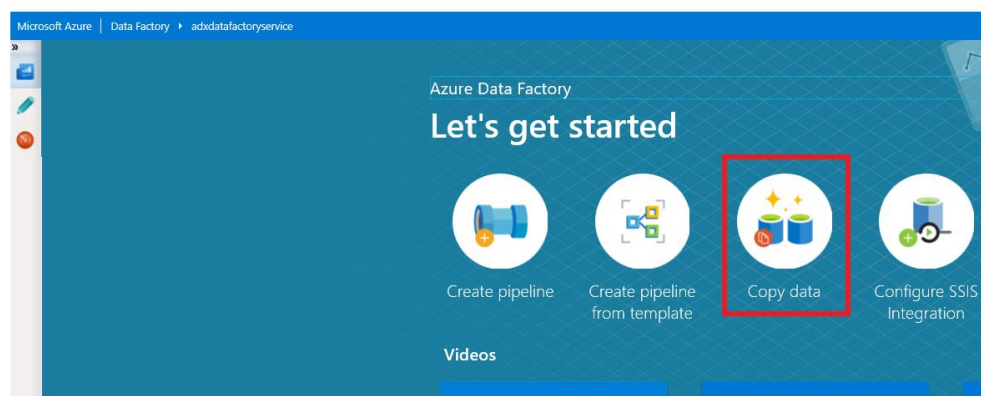 Microsoft Azure | Data Factory ▸ adxdatafactoryservice
»
Azure Data Factory
Let's get started
Create pipeline
Create pipeline
from template
Copy data
Configure SSIS
Integration
Videos